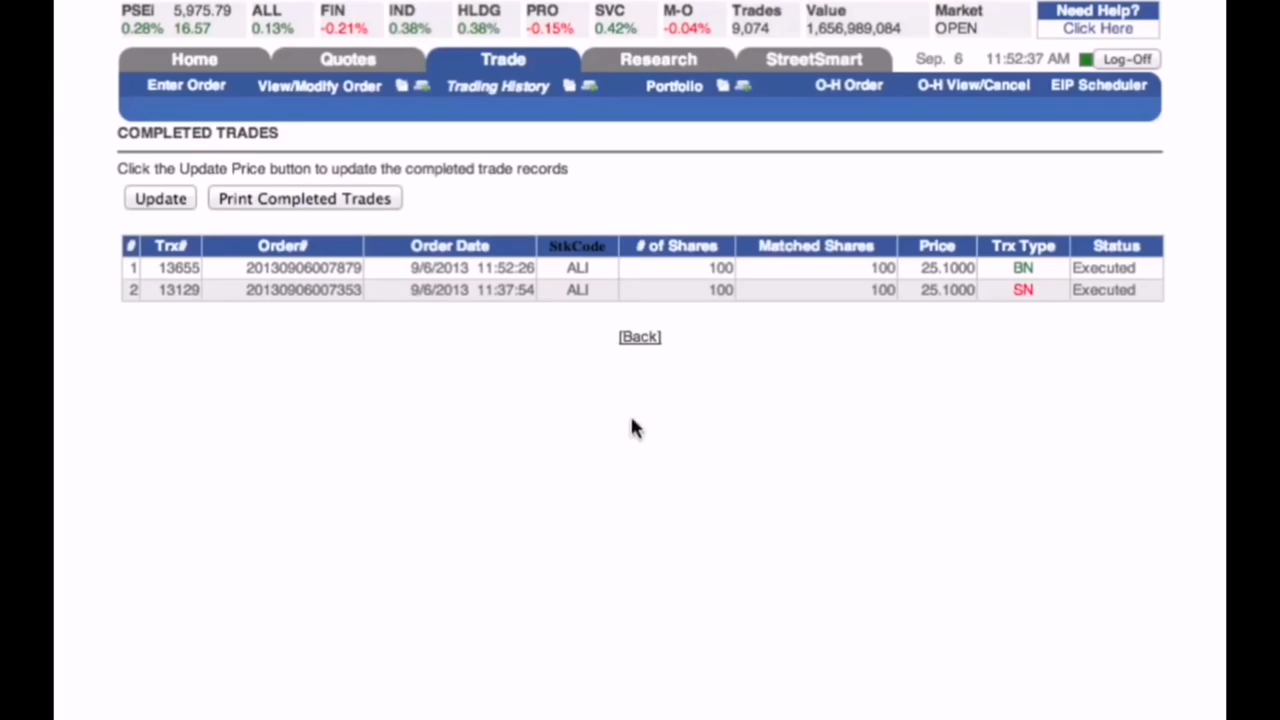 PSEi 5,975.79 ALL FIN IND HLDG PRO SVC M-O Trades Value Market Need Help?
0.28% 16.57 0.13% -0.21% 0.38% 0.38% -0.15% 0.42% -0.04% 9,074 1,656,989,084 OPEN Click Here
Home Quotes Trade Research StreetSmart Sep. 6 11:52:37 AM Log-Off
Enter Order View/Modify Order Trading History Portfolio O-H Order O-H View/Cancel EIP Scheduler
COMPLETED TRADES
Click the Update Price button to update the completed trade records
Update Print Completed Trades
# Trx# Order# Order Date StkCode # of Shares Matched Shares Price Trx Type Status
1 13655 20130906007879 9/6/2013 11:52:26 ALI 100 100 25.1000 BN Executed
2 13129 20130906007353 9/6/2013 11:37:54 ALI 100 100 25.1000 SN Executed
[Back]